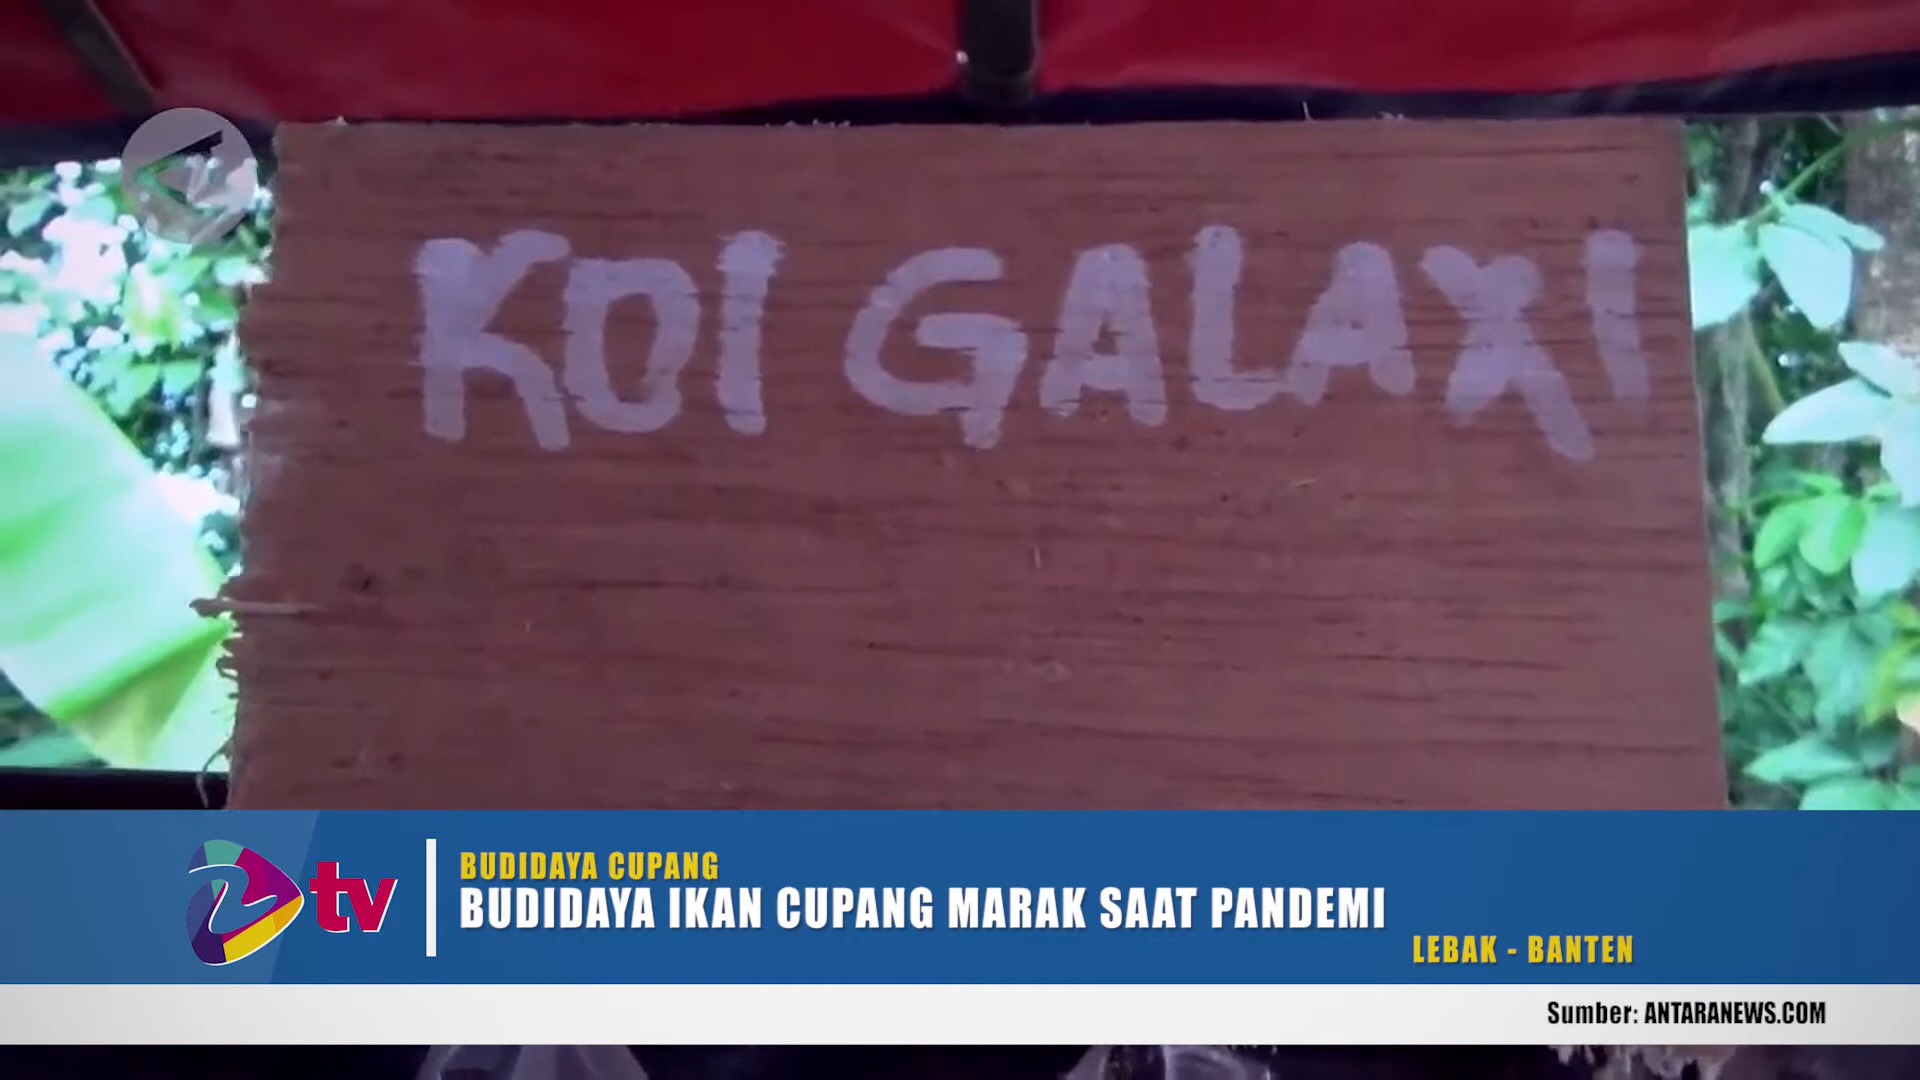 KOI GALAXI
tv
BUDIDAYA CUPANG
BUDIDAYA IKAN CUPANG MARAK SAAT PANDEMI
LEBAK - BANTEN
Sumber: ANTARANEWS.COM